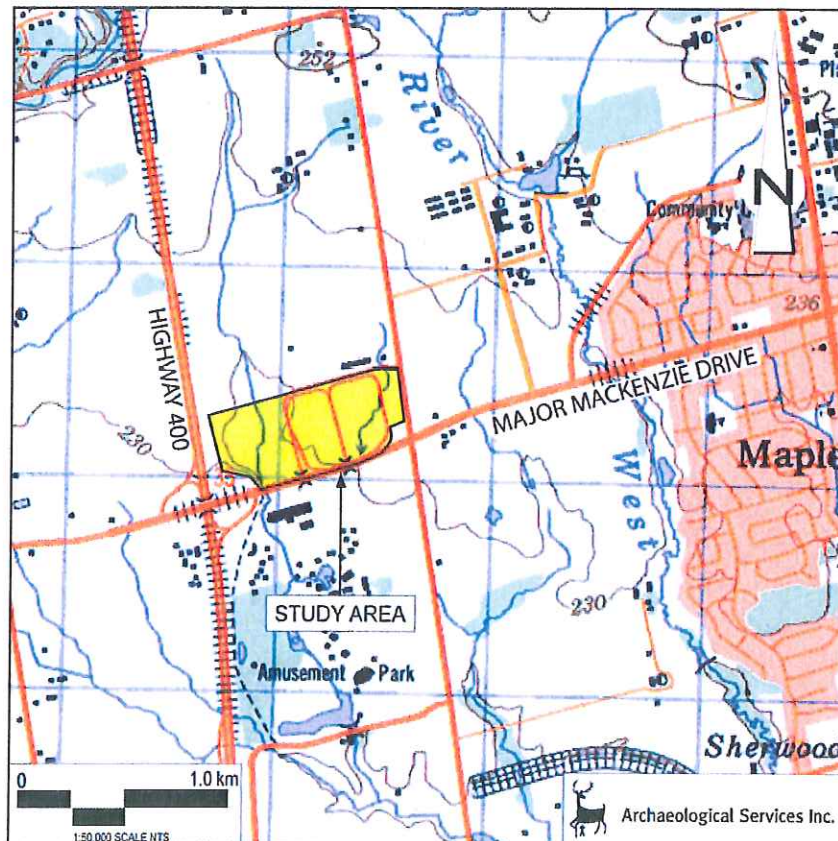 252
River
Pl
Community
N
236
HIGHWAY 400
MAJOR MACKENZIE DRIVE
230
Maple
West
STUDY AREA
230
Amusement Park
Sherwood
0 1.0 km
1:50,000 SCALE NTS
Archaeological Services Inc.